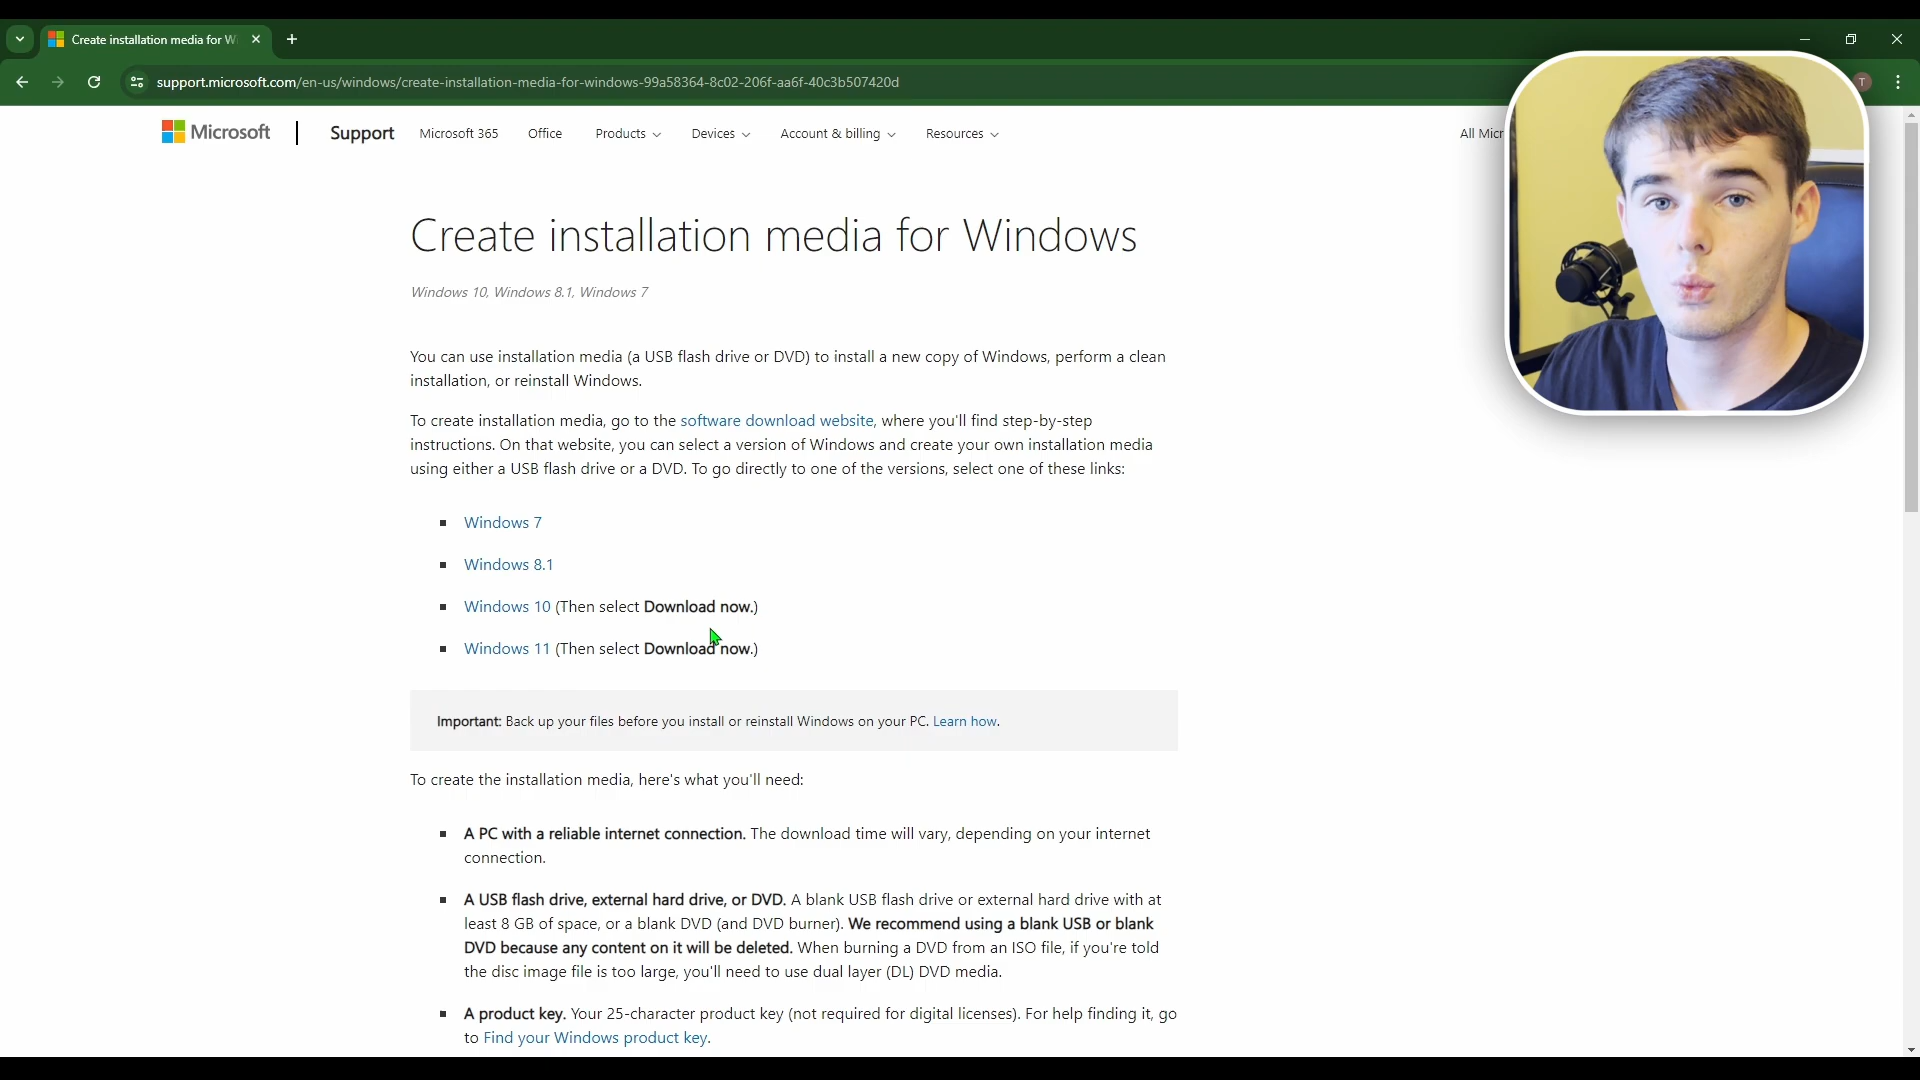 Create installation media for W
support.microsoft.com/en-us/windows/create-installation-media-for-windows-99a58364-8c02-206f-aa6f-40c3b507420d
T
Microsoft Support Microsoft 365 Office Products Devices Account & billing Resources All Micr
Create installation media for Windows
Windows 10, Windows 8.1, Windows 7
You can use installation media (a USB flash drive or DVD) to install a new copy of Windows, perform a clean
installation, or reinstall Windows.
To create installation media, go to the software download website, where you'll find step-by-step
instructions. On that website, you can select a version of Windows and create your own installation media
using either a USB flash drive or a DVD. To go directly to one of the versions, select one of these links:
Windows 7
Windows 8.1
Windows 10 (Then select Download now.)
Windows 11 (Then select Download now.)
Important: Back up your files before you install or reinstall Windows on your PC. Learn how.
To create the installation media, here's what you'll need:
A PC with a reliable internet connection. The download time will vary, depending on your internet
connection.
A USB flash drive, external hard drive, or DVD. A blank USB flash drive or external hard drive with at
least 8 GB of space, or a blank DVD (and DVD burner). We recommend using a blank USB or blank
DVD because any content on it will be deleted. When burning a DVD from an ISO file, if you're told
the disc image file is too large, you'll need to use dual layer (DL) DVD media.
A product key. Your 25-character product key (not required for digital licenses). For help finding it, go
to Find your Windows product key.